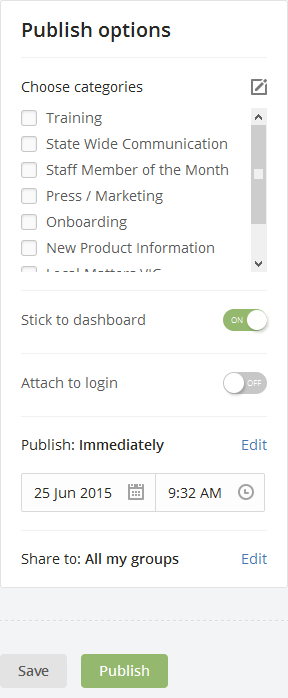 Publish options
Choose categories
Training
State Wide Communication
Staff Member of the Month
Press / Marketing
Onboarding
New Product Information
Stick to dashboard ON
Attach to login OFF
Publish: Immediately Edit
25 Jun 2015 9:32 AM
Share to: All my groups Edit
Save Publish